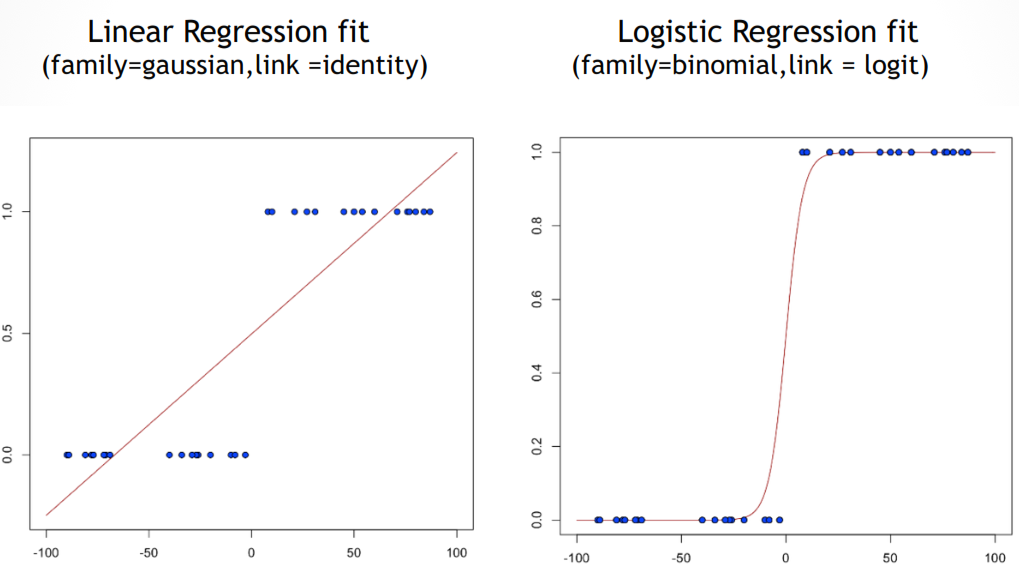 Linear Regression fit
(family=gaussian,link =identity)
Logistic Regression fit
(family=binomial,link = logit)
1.0
0.5
0.0
-100 -50 0 50 100
1.0
0.8
0.6
0.4
0.2
0.0
-100 -50 0 50 100